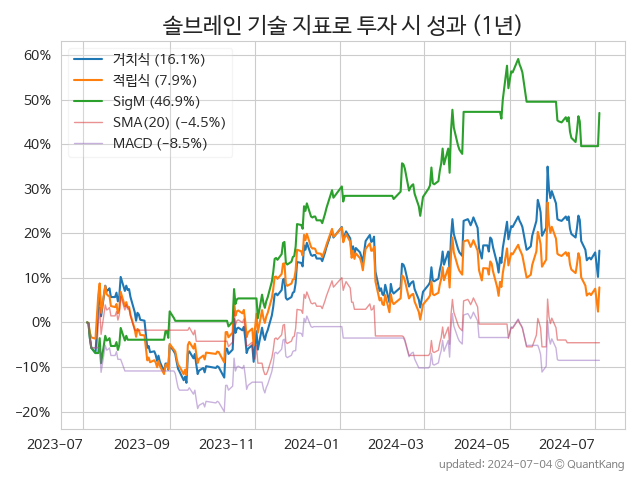 솔브레인 기술 지표로 투자 시 성과 (1년)
60%
50%
40%
30%
20%
10%
0%
−10%
−20%
거치식 (16.1%)
적립식 (7.9%)
SigM (46.9%)
SMA(20) (−4.5%)
MACD (−8.5%)
2023-07 2023-09 2023-11 2024-01 2024-03 2024-05 2024-07
updated: 2024-07-04 © QuantKang